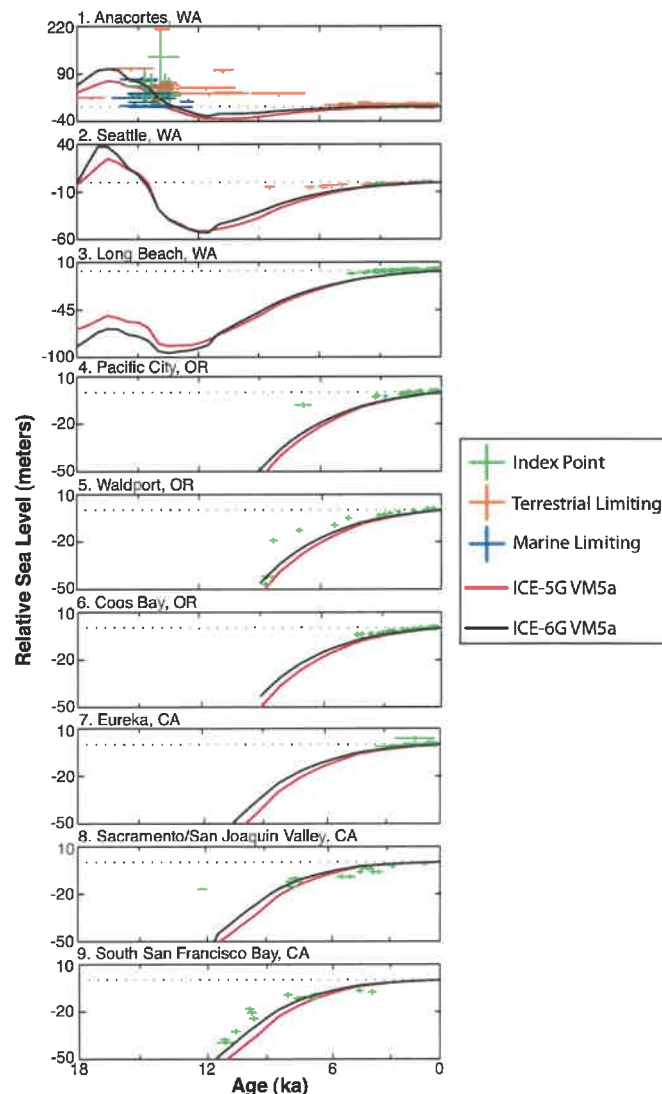 1. Anacortes, WA
220
90
-40
2. Seattle, WA
40
-10
-60
3. Long Beach, WA
10
-45
-100
4. Pacific City, OR
10
-20
-50
5. Waldport, OR
10
-20
-50
6. Coos Bay, OR
10
-20
-50
7. Eureka, CA
10
-20
-50
8. Sacramento/San Joaquin Valley, CA
10
-20
-50
9. South San Francisco Bay, CA
10
-20
-50
18
12
6
0
Age (ka)
Relative Sea Level (meters)
Index Point
Terrestrial Limiting
Marine Limiting
ICE-5G VM5a
ICE-6G VM5a